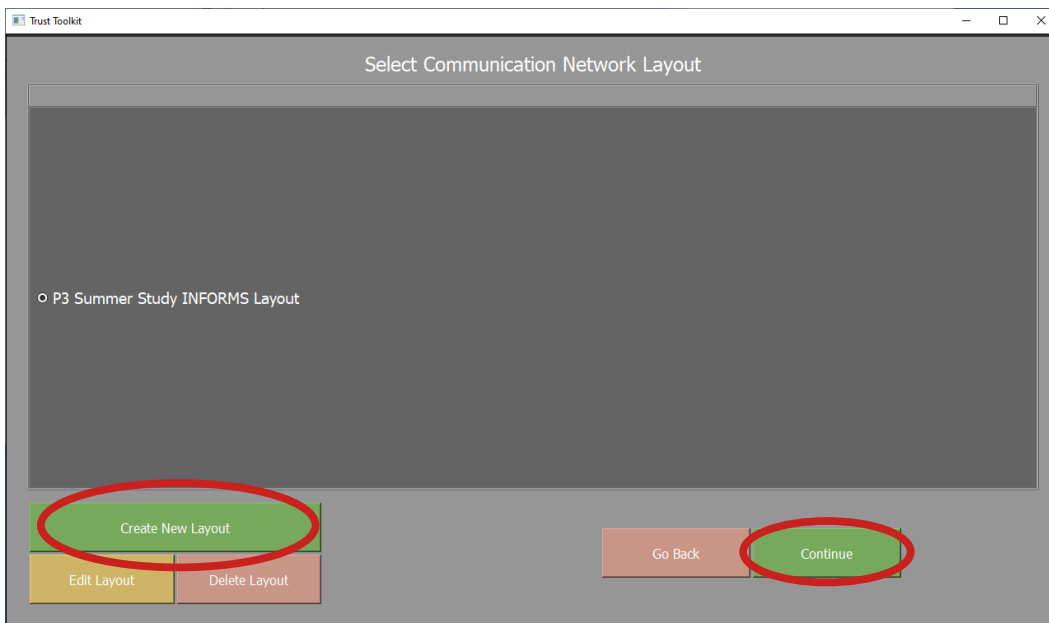 Trust Toolkit
Select Communication Network Layout
P3 Summer Study INFORMS Layout
Create New Layout
Edit Layout
Delete Layout
Go Back
Continue